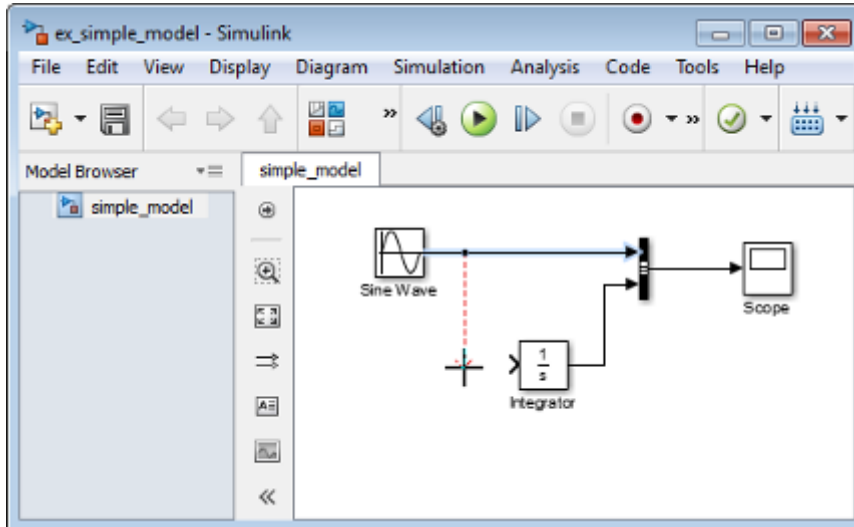 ex_simple_model - Simulink
File Edit View Display Diagram Simulation Analysis Code Tools Help
Model Browser
simple_model
simple_model
Sine Wave
Scope
1
s
Integrator